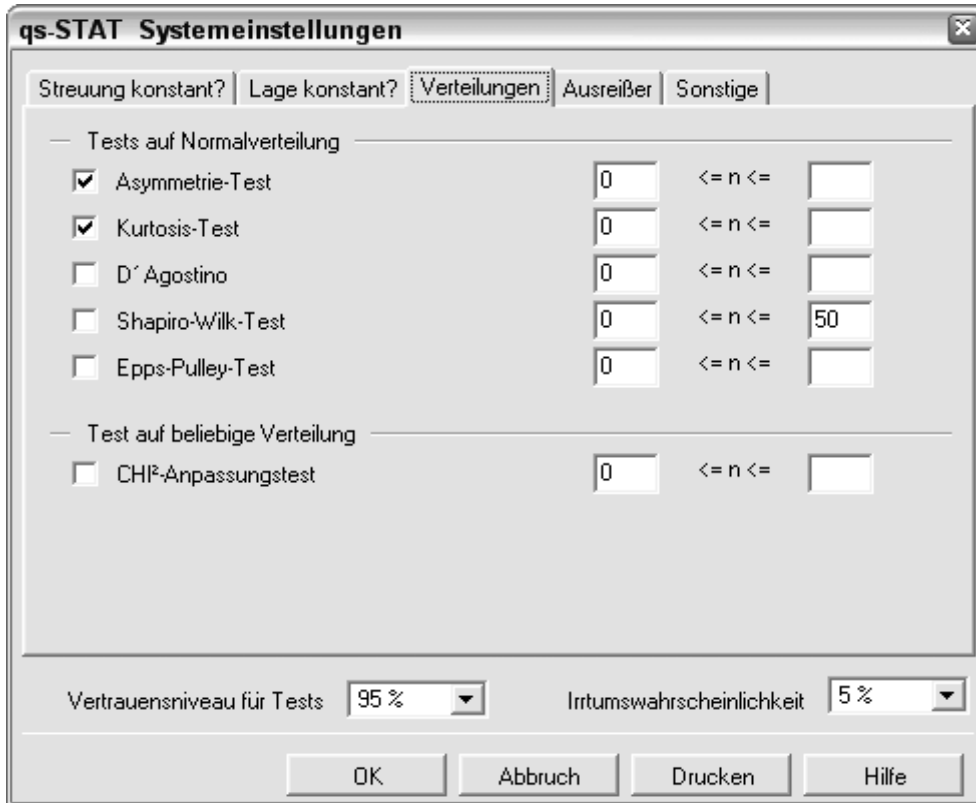 qs-STAT Systemeinstellungen
Streuung konstant? Lage konstant? Verteilungen Ausreißer Sonstige
Tests auf Normalverteilung
Asymmetrie-Test 0 <= n <=
Kurtosis-Test 0 <= n <=
D´Agostino 0 <= n <=
Shapiro-Wilk-Test 0 <= n <= 50
Epps-Pulley-Test 0 <= n <=
Test auf beliebige Verteilung
CHI²-Anpassungstest 0 <= n <=
Vertrauensniveau für Tests 95 % Irrtumswahrscheinlichkeit 5 %
OK Abbruch Drucken Hilfe